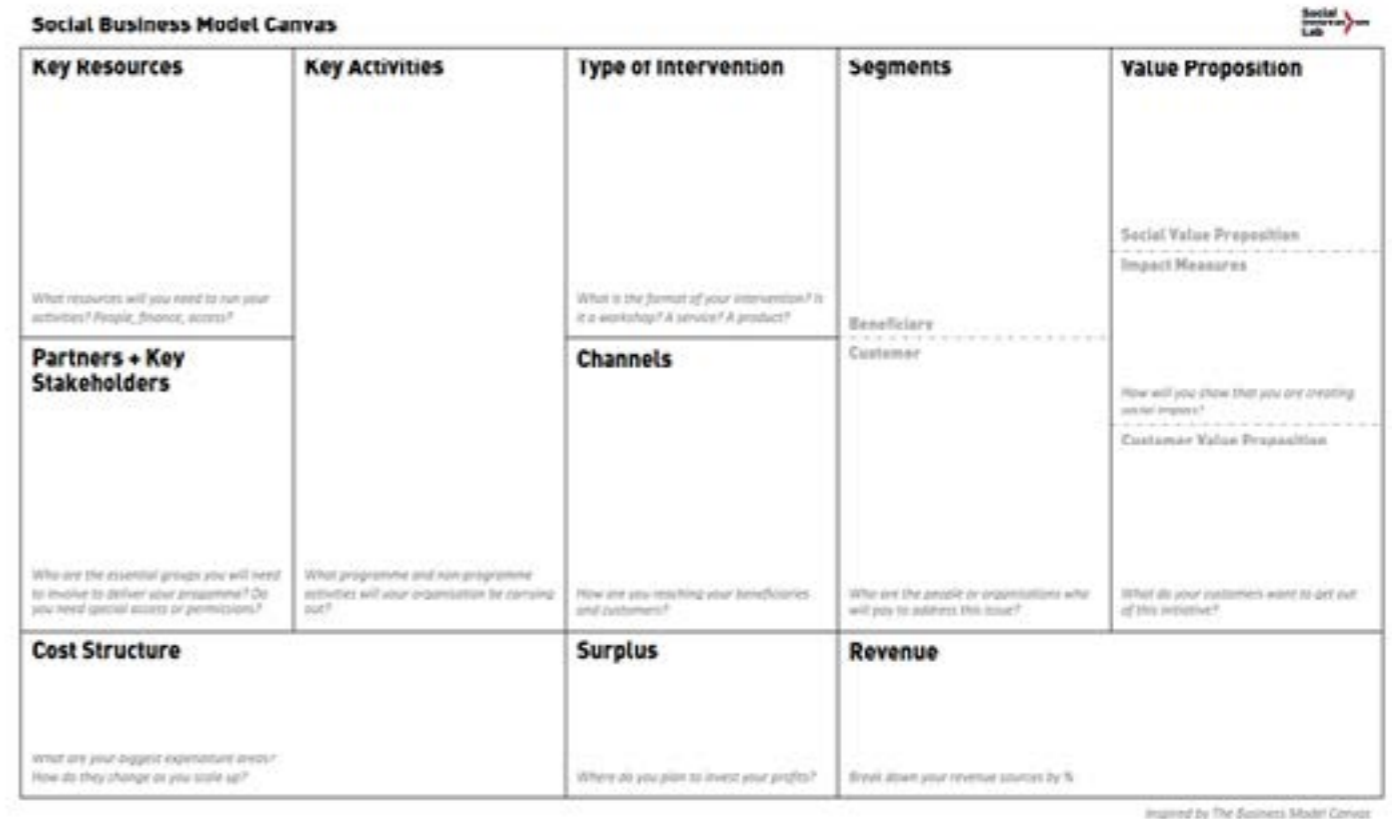 Social Business Model Canvas
Social
Innovation
Lab
Key Resources
What resources will you need to run your
activities? People, finance, access?
Key Activities
What programme and non programme
activities will your organisation be carrying
out?
Type of Intervention
What is the format of your intervention? Is
it a workshop? A service? A product?
Segments
Beneficiary
Customer
Who are the people or organisations who
will pay to address this issue?
Value Proposition
Social Value Proposition
Impact Measures
How will you show that you are creating
social impact?
Customer Value Proposition
What do your customers want to get out
of this initiative?
Partners + Key
Stakeholders
Who are the essential groups you will need
to involve to deliver your programme? Do
you need special access or permissions?
Channels
How are you reaching your beneficiaries
and customers?
Cost Structure
What are your biggest expenditure areas?
How do they change as you scale up?
Surplus
Where do you plan to invest your profits?
Revenue
Break down your revenue sources by %
Inspired by The Business Model Canvas